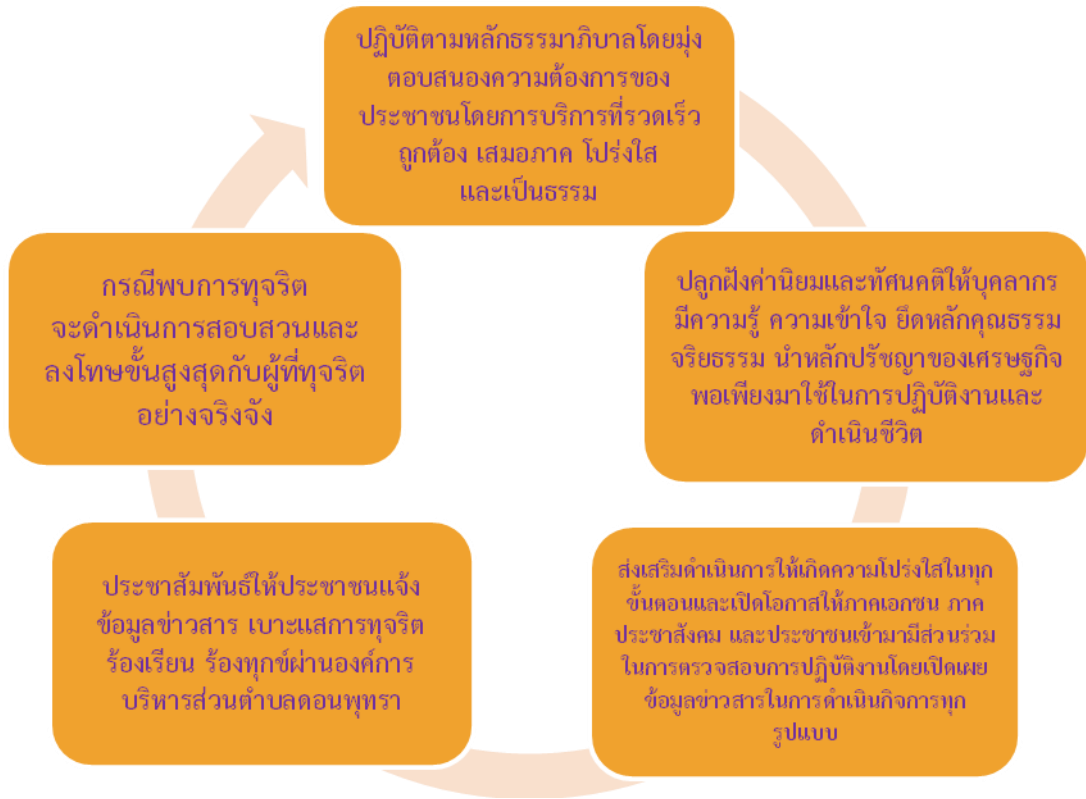 ปฏิบัติตามหลักธรรมาภิบาลโดยมุ่ง
ตอบสนองความต้องการของ
ประชาชนโดยการบริการที่รวดเร็ว
ถูกต้อง เสมอภาค โปร่งใส
และเป็นธรรม
ปลูกฝังค่านิยมและทัศนคติให้บุคลากร
มีความรู้ ความเข้าใจ ยึดหลักคุณธรรม
จริยธรรม นำหลักปรัชญาของเศรษฐกิจ
พอเพียงมาใช้ในการปฏิบัติงานและ
ดำเนินชีวิต
ส่งเสริมดำเนินการให้เกิดความโปร่งใสในทุก
ขั้นตอนและเปิดโอกาสให้ภาคเอกชน ภาค
ประชาสังคม และประชาชนเข้ามามีส่วนร่วม
ในการตรวจสอบการปฏิบัติงานโดยเปิดเผย
ข้อมูลข่าวสารในการดำเนินกิจการทุก
รูปแบบ
ประชาสัมพันธ์ให้ประชาชนแจ้ง
ข้อมูลข่าวสาร เบาะแสการทุจริต
ร้องเรียน ร้องทุกข์ผ่านองค์การ
บริหารส่วนตำบลดอนพุทรา
กรณีพบการทุจริต
จะดำเนินการสอบสวนและ
ลงโทษขั้นสูงสุดกับผู้ที่ทุจริต
อย่างจริงจัง